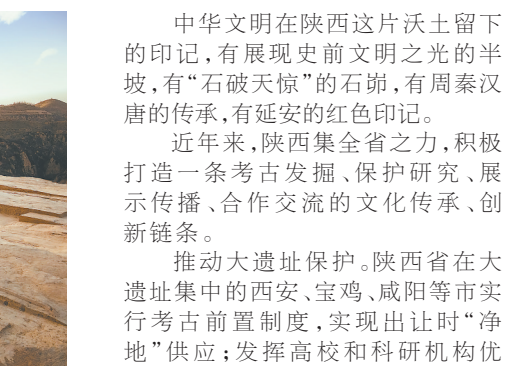 中华文明在陕西这片沃土留下
的印记,有展现史前文明之光的半
坡,有“石破天惊”的石峁,有周秦汉
唐的传承,有延安的红色印记。
近年来,陕西集全省之力,积极
打造一条考古发掘、保护研究、展
示传播、合作交流的文化传承、创
新链条。
推动大遗址保护。陕西省在大
遗址集中的西安、宝鸡、咸阳等市实
行考古前置制度,实现出让时“净
地”供应;发挥高校和科研机构优